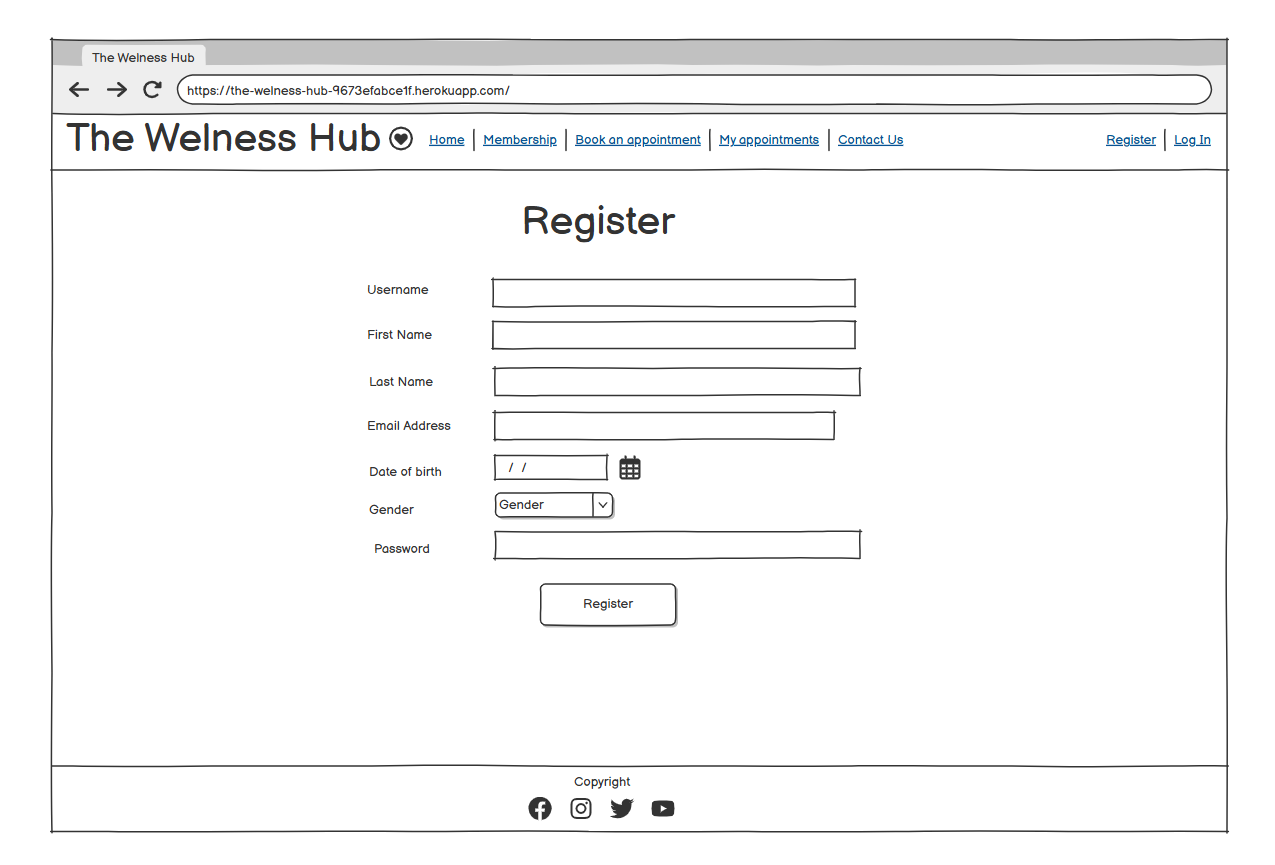 The Welness Hub
https://the-welness-hub-9673efabce1f.herokuapp.com/
The Welness Hub Home Membership Book an appointment My appointments Contact Us Register Log In
Register
Username
First Name
Last Name
Email Address
Date of birth / /
Gender Gender
Password
Register
Copyright